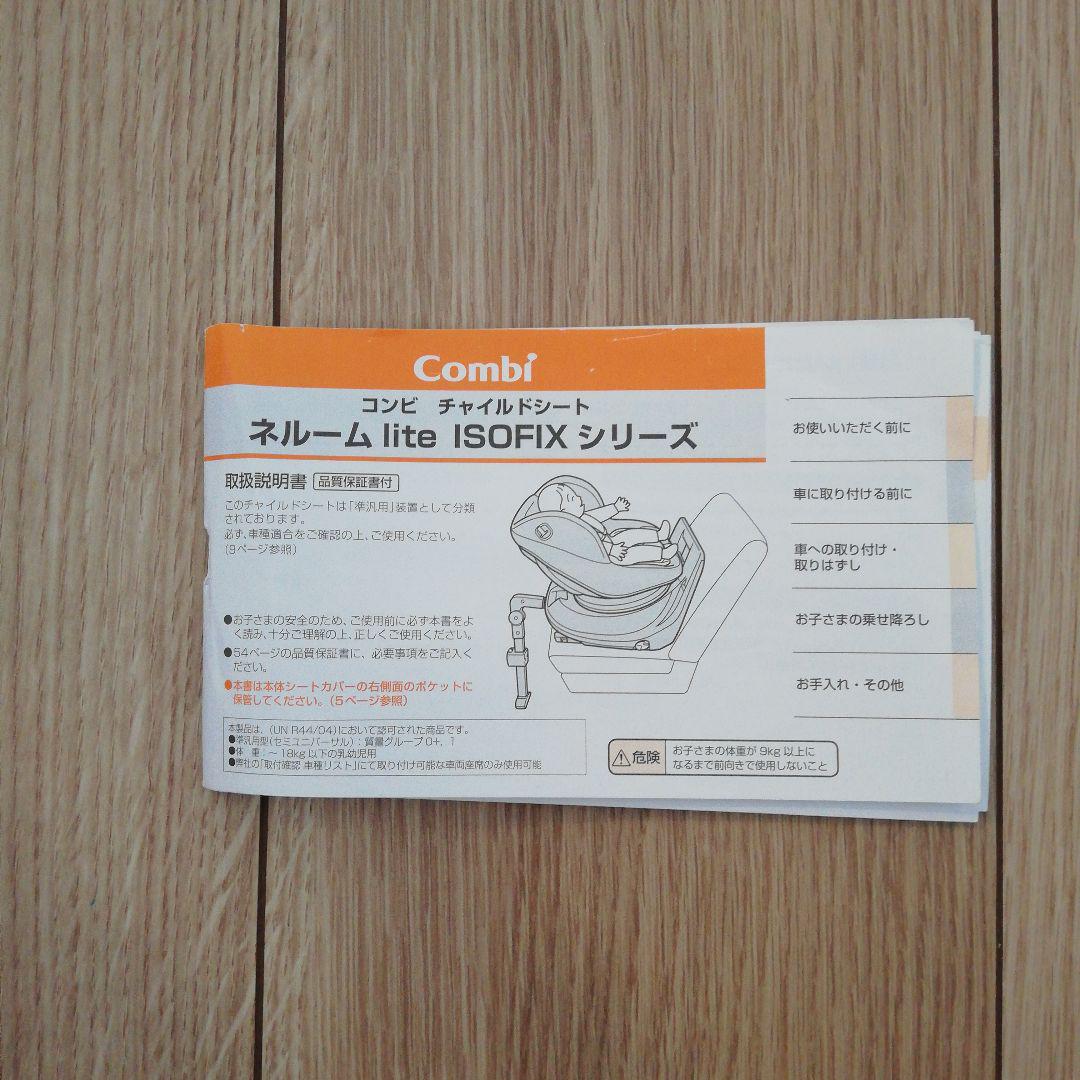 Combi
コンビ チャイルドシート
ネルーム lite ISOFIX シリーズ
取扱説明書 品質保証書付
このチャイルドシートは「準汎用」装置として分類
されております。
必ず、車種適合をご確認の上、ご使用ください。
(9ページ参照)
●お子さまの安全のため、ご使用前に必ず本書をよ
く読み、十分ご理解の上、正しくご使用ください。
●54ページの品質保証書に、必要事項をご記入く
ださい。
●本書は本体シートカバーの右側面のポケットに
保管してください。(5ページ参照)
本製品は、(UN R44/04)において認可された商品です。
●準汎用型(セミユニバーサル):質量グループ0+, 1
●体 重:~18kg以下の乳幼児用
●弊社の「取付確認 車種リスト」にて取り付け可能な車両座席のみ使用可能
危険
お子さまの体重が9kg以上に
なるまで前向きで使用しないこと
お使いいただく前に
車に取り付ける前に
車への取り付け・
取りはずし
お子さまの乗せ降ろし
お手入れ・その他